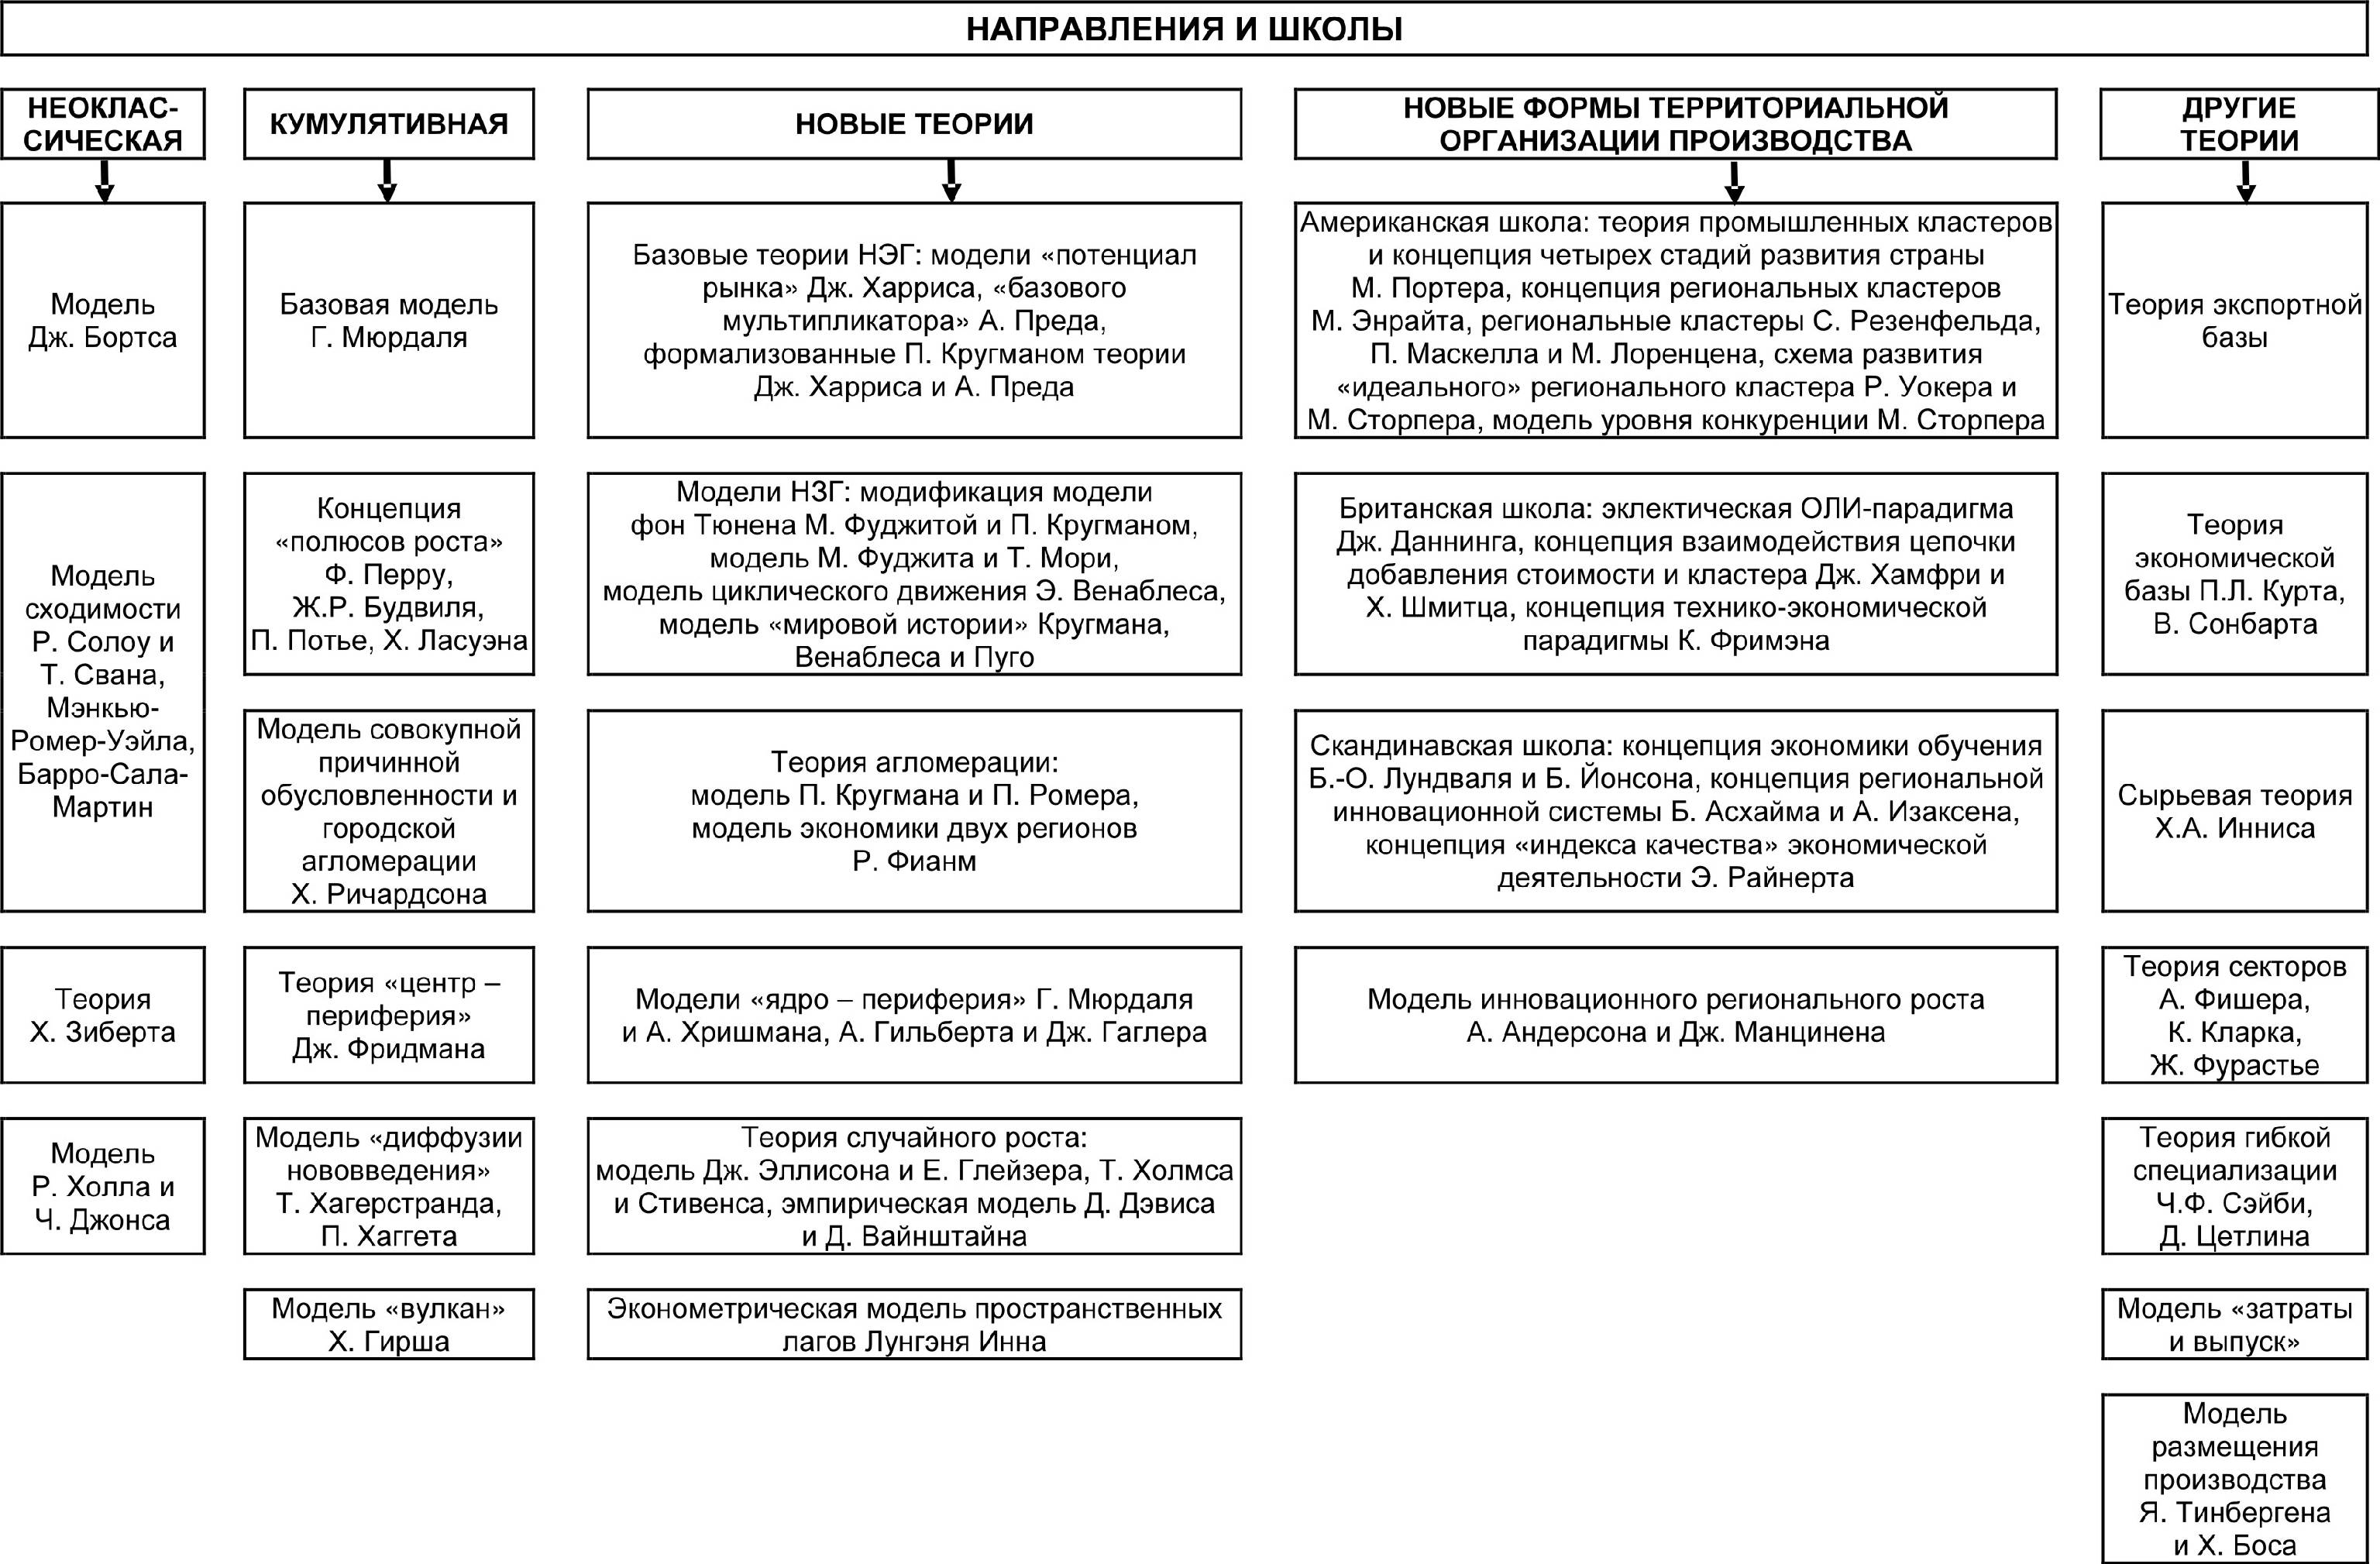 НАПРАВЛЕНИЯ И ШКОЛЫ
НЕОКЛАС-
СИЧЕСКАЯ
Модель
Дж. Бортса
Модель
сходимости
Р. Солоу и
Т. Свана,
Мэнкью-
Ромер-Уэйла,
Барро-Сала-
Мартин
Теория
Х. Зиберта
Модель
Р. Холла и
Ч. Джонса
КУМУЛЯТИВНАЯ
Базовая модель
Г. Мюрдаля
Концепция
«полюсов роста»
Ф. Перру,
Ж.Р. Будвиля,
П. Потье, Х. Ласуэна
Модель совокупной
причинной
обусловленности и
городской
агломерации
Х. Ричардсона
Теория «центр –
периферия»
Дж. Фридмана
Модель «диффузии
нововведения»
Т. Хагерстранда,
П. Хаггета
Модель «вулкан»
Х. Гирша
НОВЫЕ ТЕОРИИ
Базовые теории НЭГ: модели «потенциал
рынка» Дж. Харриса, «базового
мультипликатора» А. Преда,
формализованные П. Кругманом теории
Дж. Харриса и А. Преда
Модели НЗГ: модификация модели
фон Тюнена М. Фуджитой и П. Кругманом,
модель М. Фуджита и Т. Мори,
модель циклического движения Э. Венаблеса,
модель «мировой истории» Кругмана,
Венаблеса и Пуго
Теория агломерации:
модель П. Кругмана и П. Ромера,
модель экономики двух регионов
Р. Фианм
Модели «ядро – периферия» Г. Мюрдаля
и А. Хришмана, А. Гильберта и Дж. Гаглера
Теория случайного роста:
модель Дж. Эллисона и Е. Глейзера, Т. Холмса
и Стивенса, эмпирическая модель Д. Дэвиса
и Д. Вайнштайна
Эконометрическая модель пространственных
лагов Лунгэня Инна
НОВЫЕ ФОРМЫ ТЕРРИТОРИАЛЬНОЙ
ОРГАНИЗАЦИИ ПРОИЗВОДСТВА
Американская школа: теория промышленных кластеров
и концепция четырех стадий развития страны
М. Портера, концепция региональных кластеров
М. Энрайта, региональные кластеры С. Резенфельда,
П. Маскелла и М. Лоренцена, схема развития
«идеального» регионального кластера Р. Уокера и
М. Сторпера, модель уровня конкуренции М. Сторпера
Британская школа: эклектическая ОЛИ-парадигма
Дж. Даннинга, концепция взаимодействия цепочки
добавления стоимости и кластера Дж. Хамфри и
Х. Шмитца, концепция технико-экономической
парадигмы К. Фримэна
Скандинавская школа: концепция экономики обучения
Б.-О. Лундваля и Б. Йонсона, концепция региональной
инновационной системы Б. Асхайма и А. Изаксена,
концепция «индекса качества» экономической
деятельности Э. Райнерта
Модель инновационного регионального роста
А. Андерсона и Дж. Манцинена
ДРУГИЕ
ТЕОРИИ
Теория экспортной
базы
Теория
экономической
базы П.Л. Курта,
В. Сонбарта
Сырьевая теория
Х.А. Инниса
Теория секторов
А. Фишера,
К. Кларка,
Ж. Фурастье
Теория гибкой
специализации
Ч.Ф. Сэйби,
Д. Цетлина
Модель «затраты
и выпуск»
Модель
размещения
производства
Я. Тинбергена
и Х. Боса